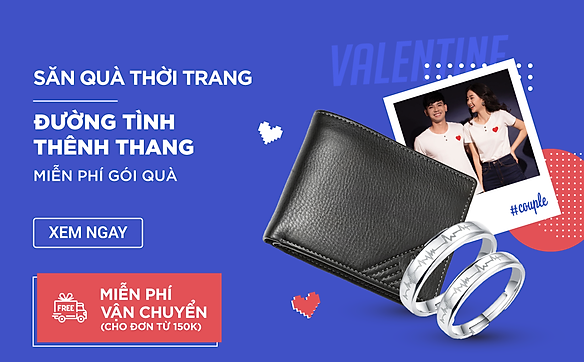 VALENTINE
SĂN QUÀ THỜI TRANG
ĐƯỜNG TÌNH
THÊNH THANG
MIỄN PHÍ GÓI QUÀ
#couple
XEM NGAY
FREE
MIỄN PHÍ
VẬN CHUYỂN
(CHO ĐƠN TỪ 150K)